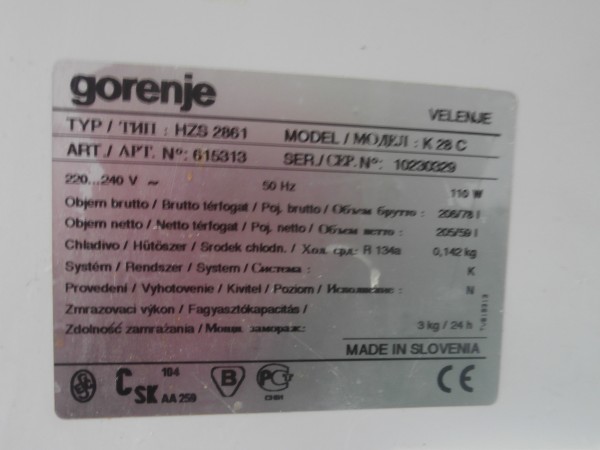 gorenje
VELENJE
TYP / ТИП : HZS 2861 MODEL / МОДЕЛ : K 28 C
ART./ АРТ. Nº: 615313 SER./СЕР. Nº: 10230329
220...240 V ~ 50 Hz 110 W
Objem brutto / Brutto térfogat / Poj. brutto / Объем брутто : 206/78 l
Objem netto / Netto térfogat / Poj. netto / Объем нетто : 205/59 l
Chladivo / Hűtőszer / Srodek chlodn. / Хол. срд.: R 134a 0,142 kg
Systém / Rendszer / System / Система : K
Provedení / Vyhotovenie / Kivitel / Poziom / Исполнение : N
Zmrazovací výkon / Fagyasztókapacitás /
Zdolność zamrażania / Мощн. заморaж: 3 kg / 24 h
MADE IN SLOVENIA
CSK 104 AA 259 B PCT CE